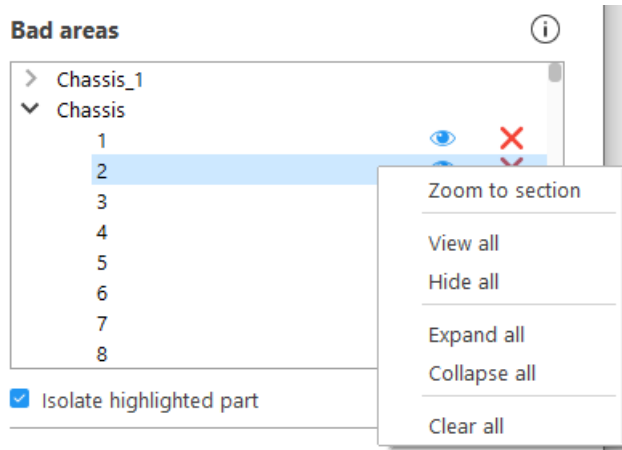 Bad areas
Chassis_1
Chassis
1
2
3
4
5
6
7
8
Zoom to section
View all
Hide all
Expand all
Collapse all
Clear all
Isolate highlighted part